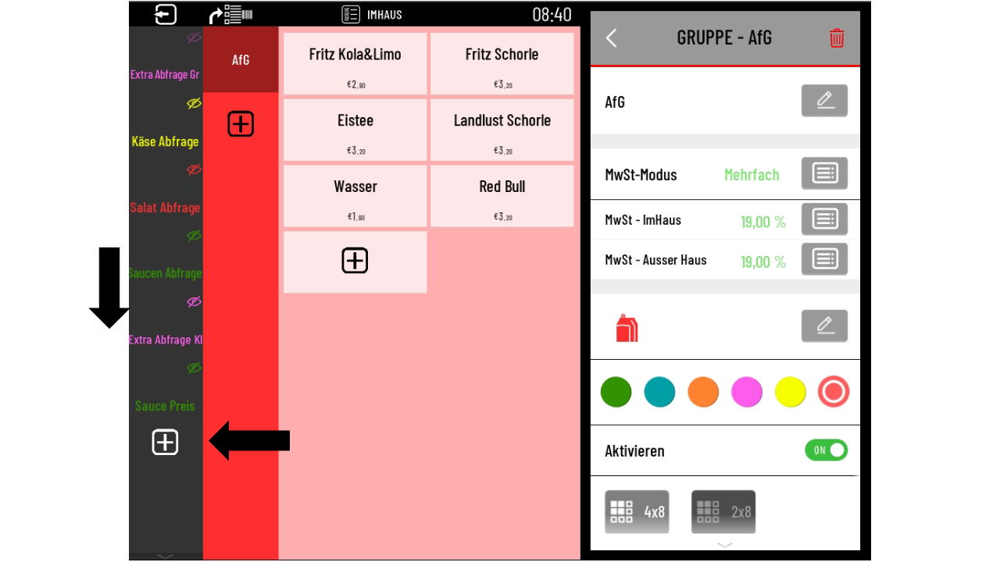 IMHAUS
08:40
Extra Abfrage Gr
Käse Abfrage
Salat Abfrage
Saucen Abfrage
Extra Abfrage Kl
Sauce Preis
AfG
Fritz Kola&Limo
€2,90
Fritz Schorle
€3,20
Eistee
€3,20
Landlust Schorle
€3,20
Wasser
€1,90
Red Bull
€3,20
GRUPPE - AfG
AfG
MwSt-Modus Mehrfach
MwSt - ImHaus 19,00 %
MwSt - Ausser Haus 19,00 %
Aktivieren ON
4x8 2x8